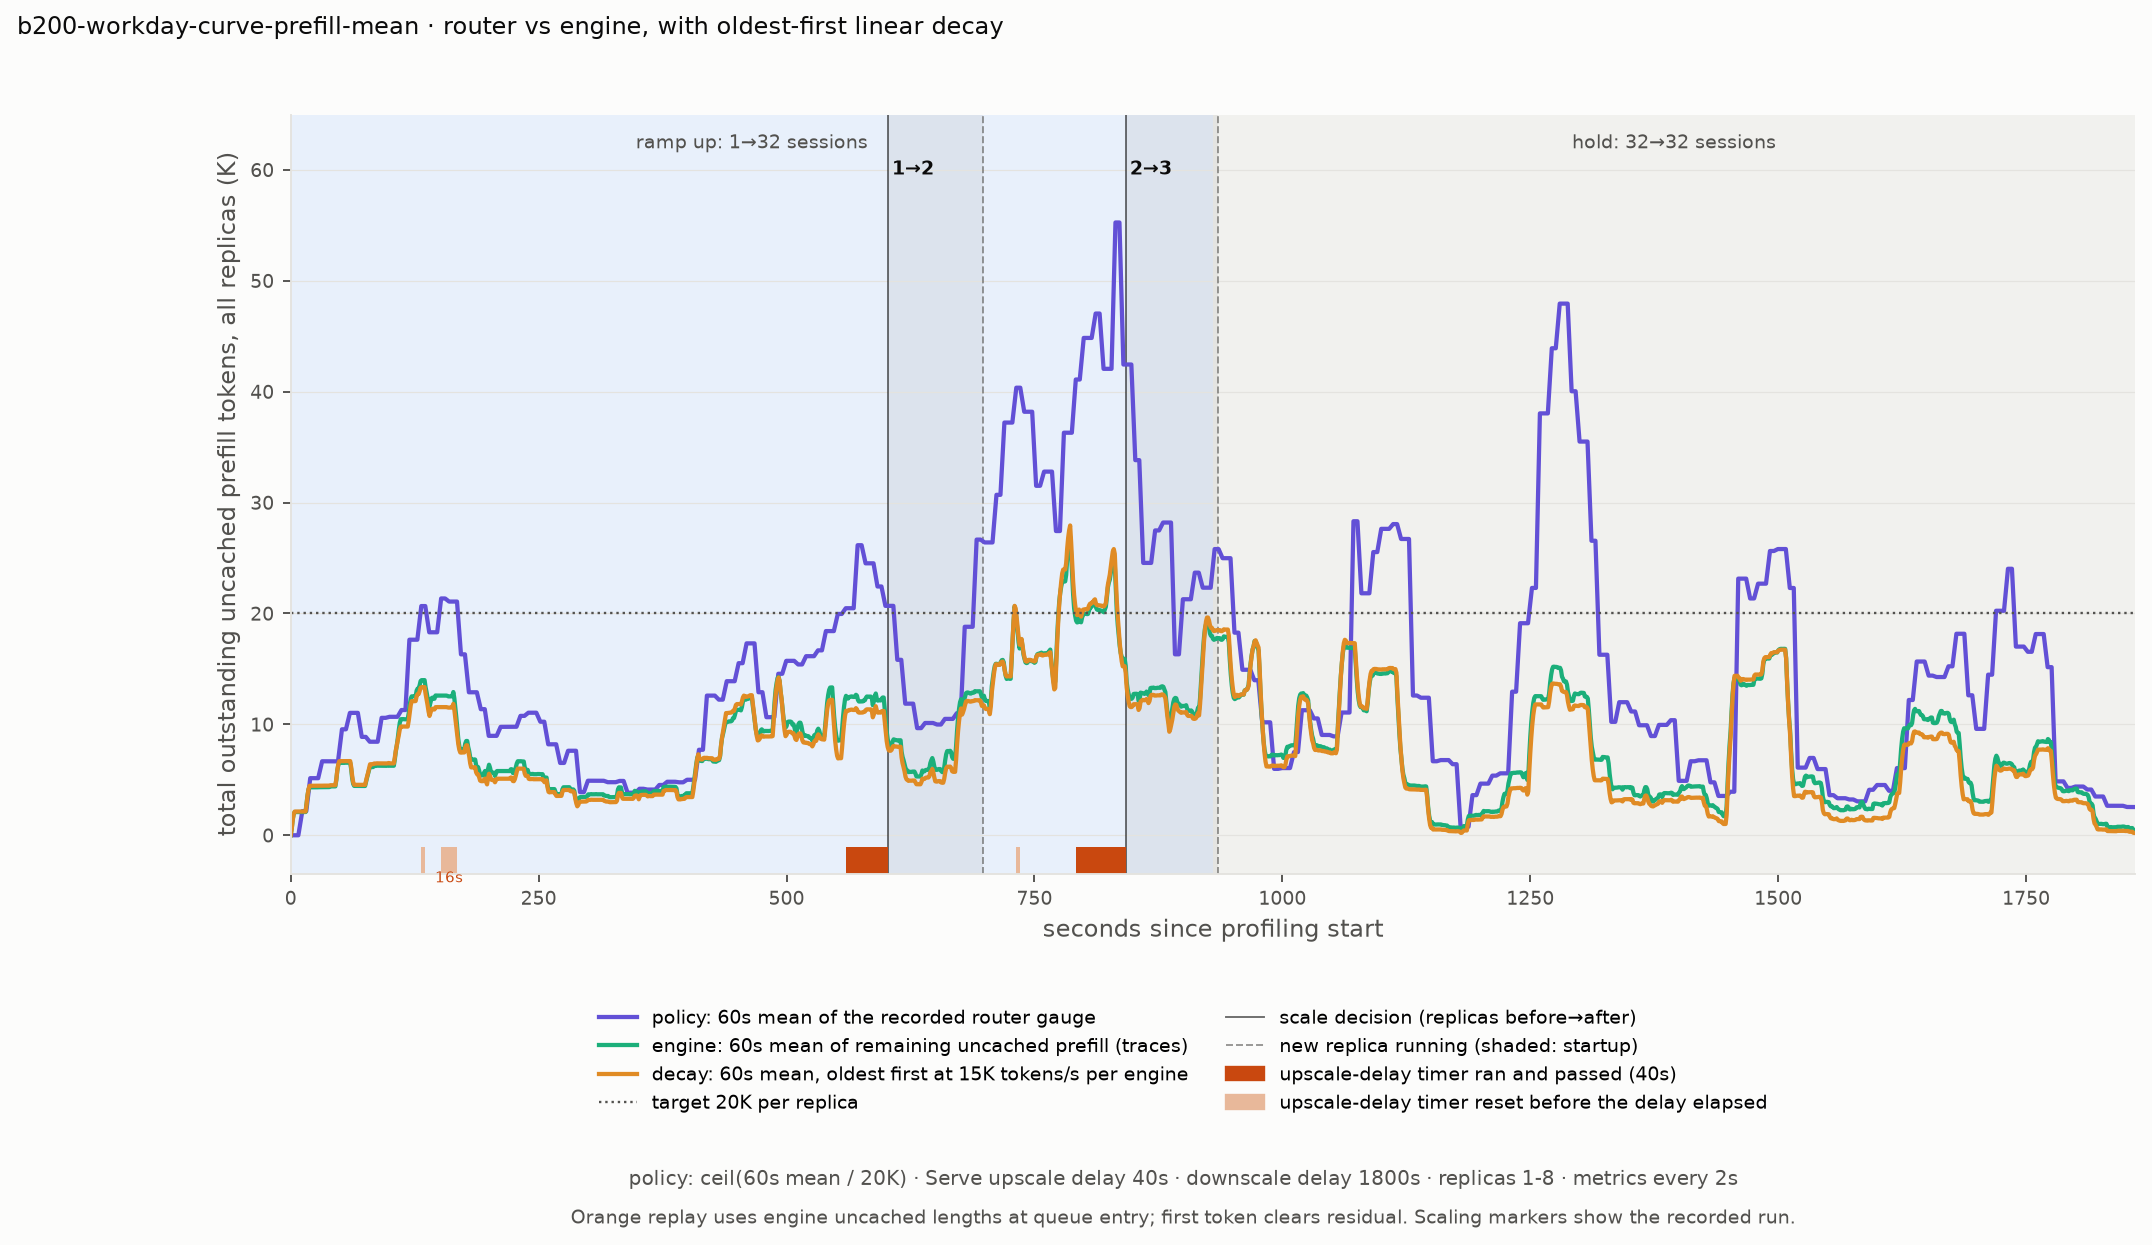 b200-workday-curve-prefill-mean · router vs engine, with oldest-first linear decay
ramp up: 1→32 sessions
hold: 32→32 sessions
1→2
2→3
total outstanding uncached prefill tokens, all replicas (K)
60
50
40
30
20
10
0
16s
0
250
500
750
1000
1250
1500
1750
seconds since profiling start
policy: 60s mean of the recorded router gauge
engine: 60s mean of remaining uncached prefill (traces)
decay: 60s mean, oldest first at 15K tokens/s per engine
target 20K per replica
scale decision (replicas before→after)
new replica running (shaded: startup)
upscale-delay timer ran and passed (40s)
upscale-delay timer reset before the delay elapsed
policy: ceil(60s mean / 20K) · Serve upscale delay 40s · downscale delay 1800s · replicas 1-8 · metrics every 2s
Orange replay uses engine uncached lengths at queue entry; first token clears residual. Scaling markers show the recorded run.